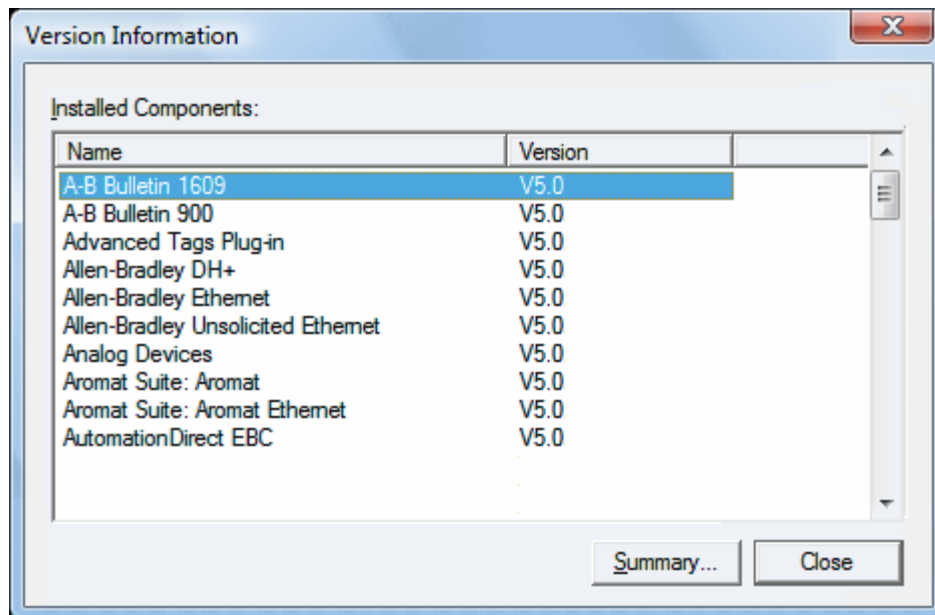 Version Information
Installed Components:
Name Version
A-B Bulletin 1609 V5.0
A-B Bulletin 900 V5.0
Advanced Tags Plug-in V5.0
Allen-Bradley DH+ V5.0
Allen-Bradley Ethernet V5.0
Allen-Bradley Unsolicited Ethernet V5.0
Analog Devices V5.0
Aromat Suite: Aromat V5.0
Aromat Suite: Aromat Ethernet V5.0
AutomationDirect EBC V5.0
Summary... Close